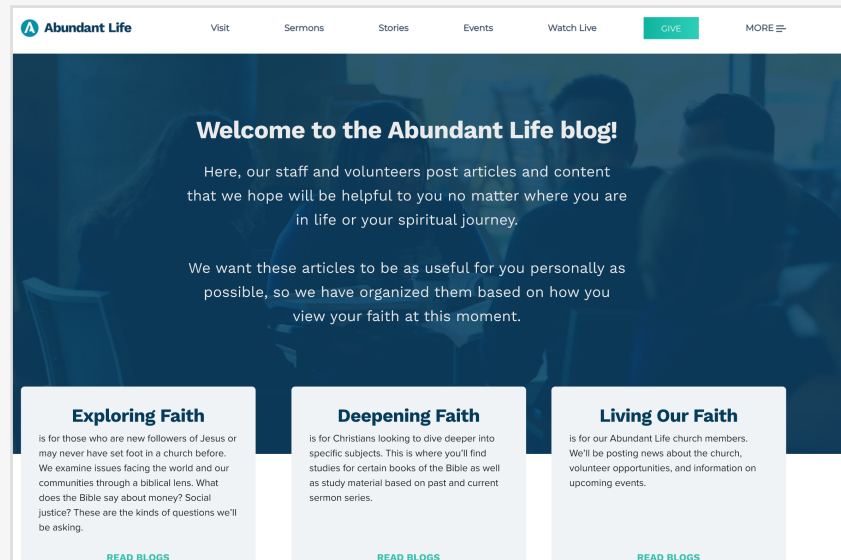 Abundant Life
Visit
Sermons
Stories
Events
Watch Live
GIVE
MORE
Welcome to the Abundant Life blog!
Here, our staff and volunteers post articles and content
that we hope will be helpful to you no matter where you are
in life or your spiritual journey.
We want these articles to be as useful for you personally as
possible, so we have organized them based on how you
view your faith at this moment.
Exploring Faith
is for those who are new followers of Jesus or
may never have set foot in a church before.
We examine issues facing the world and our
communities through a biblical lens. What
does the Bible say about money? Social
justice? These are the kinds of questions we'll
be asking.
READ BLOGS
Deepening Faith
is for Christians looking to dive deeper into
specific subjects. This is where you'll find
studies for certain books of the Bible as well
as study material based on past and current
sermon series.
READ BLOGS
Living Our Faith
is for our Abundant Life church members.
We'll be posting news about the church,
volunteer opportunities, and information on
upcoming events.
READ BLOGS